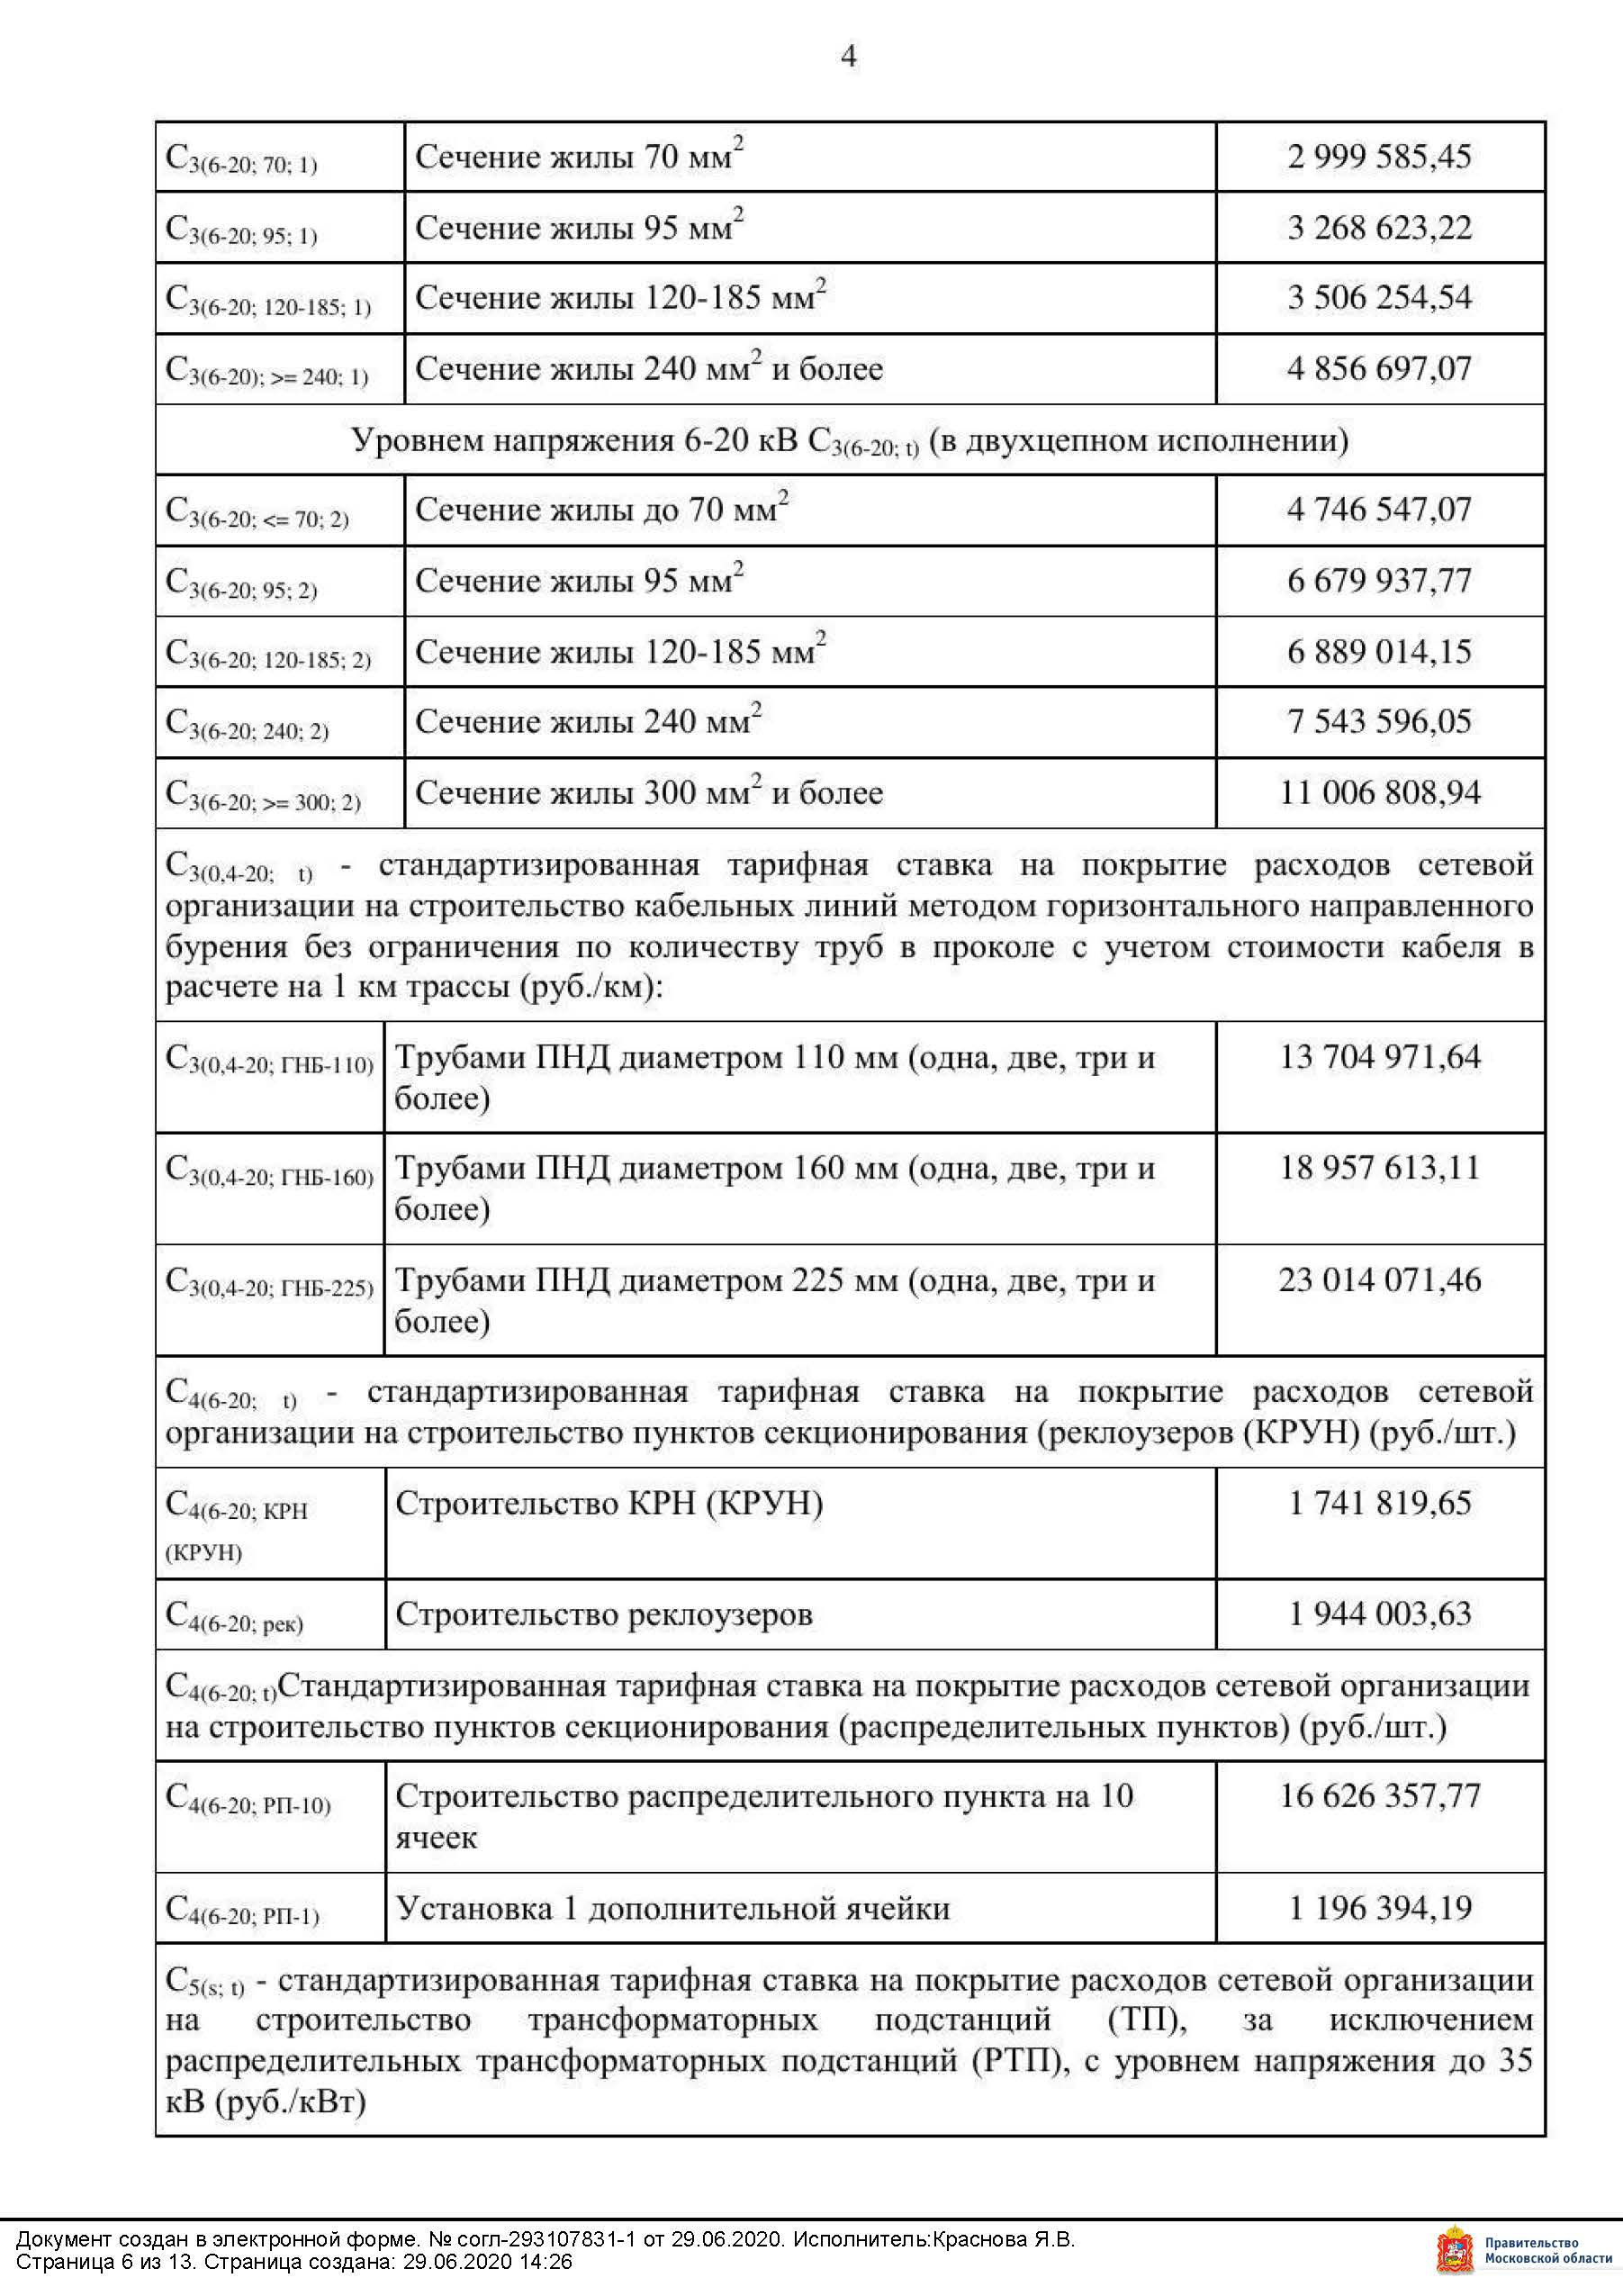 4
С3(6-20; 70; 1) Сечение жилы 70 мм2 2 999 585,45
С3(6-20; 95; 1) Сечение жилы 95 мм2 3 268 623,22
С3(6-20; 120-185; 1) Сечение жилы 120-185 мм2 3 506 254,54
С3(6-20); >= 240; 1) Сечение жилы 240 мм2 и более 4 856 697,07
Уровнем напряжения 6-20 кВ С3(6-20; t) (в двухцепном исполнении)
С3(6-20; <= 70; 2) Сечение жилы до 70 мм2 4 746 547,07
С3(6-20; 95; 2) Сечение жилы 95 мм2 6 679 937,77
С3(6-20; 120-185; 2) Сечение жилы 120-185 мм2 6 889 014,15
С3(6-20; 240; 2) Сечение жилы 240 мм2 7 543 596,05
С3(6-20; >= 300; 2) Сечение жилы 300 мм2 и более 11 006 808,94
С3(0,4-20; t) - стандартизированная тарифная ставка на покрытие расходов сетевой
организации на строительство кабельных линий методом горизонтального направленного
бурения без ограничения по количеству труб в проколе с учетом стоимости кабеля в
расчете на 1 км трассы (руб./км):
С3(0,4-20; ГНБ-110) Трубами ПНД диаметром 110 мм (одна, две, три и 13 704 971,64
более)
С3(0,4-20; ГНБ-160) Трубами ПНД диаметром 160 мм (одна, две, три и 18 957 613,11
более)
С3(0,4-20; ГНБ-225) Трубами ПНД диаметром 225 мм (одна, две, три и 23 014 071,46
более)
С4(6-20; t) - стандартизированная тарифная ставка на покрытие расходов сетевой
организации на строительство пунктов секционирования (реклоузеров (КРУН) (руб./шт.)
С4(6-20; КРН Строительство КРН (КРУН) 1 741 819,65
(КРУН)
С4(6-20; рек) Строительство реклоузеров 1 944 003,63
С4(6-20; t)Стандартизированная тарифная ставка на покрытие расходов сетевой организации
на строительство пунктов секционирования (распределительных пунктов) (руб./шт.)
С4(6-20; РП-10) Строительство распределительного пункта на 10 16 626 357,77
ячеек
С4(6-20; РП-1) Установка 1 дополнительной ячейки 1 196 394,19
С5(s; t) - стандартизированная тарифная ставка на покрытие расходов сетевой организации
на строительство трансформаторных подстанций (ТП), за исключением
распределительных трансформаторных подстанций (РТП), с уровнем напряжения до 35
кВ (руб./кВт)
Документ создан в электронной форме. № согл-293107831-1 от 29.06.2020. Исполнитель:Краснова Я.В.
Страница 6 из 13. Страница создана: 29.06.2020 14:26
Правительство
Московской области